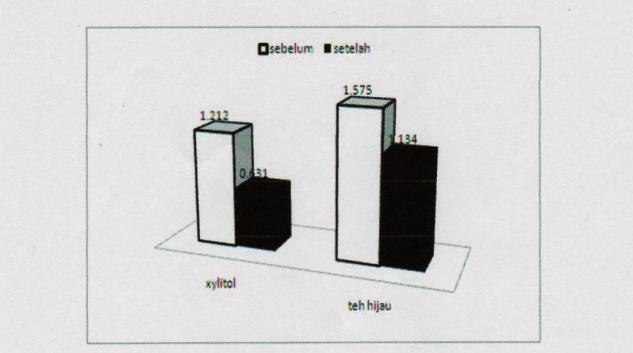 sebelum setelah
1.575
1.212
1.134
0.631
xylitol
teh hijau